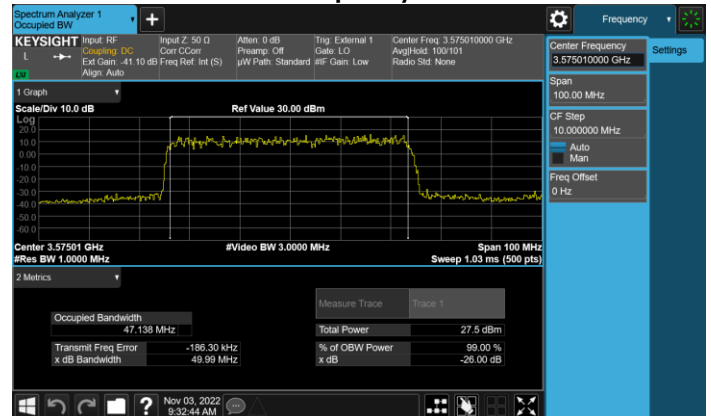 Spectrum Analyzer 1
Occupied BW
Frequency
KEYSIGHT
Input: RF
Coupling: DC
Ext Gain: -41.10 dB
Align: Auto
Input Z: 50 Ω
Corr CCorr
Freq Ref: Int (S)
Atten: 0 dB
Preamp: Off
µW Path: Standard
Trig: External 1
Gate: LO
#IF Gain: Low
Center Freq: 3.575010000 GHz
Avg|Hold: 100/101
Radio Std: None
L
LXI
Center Frequency
3.575010000 GHz
Settings
Span
100.00 MHz
CF Step
10.000000 MHz
Auto
Man
Freq Offset
0 Hz
1 Graph
Scale/Div 10.0 dB
Ref Value 30.00 dBm
Log
20.0
10.0
0.00
-10.0
-20.0
-30.0
-40.0
-50.0
-60.0
Center 3.57501 GHz
#Video BW 3.0000 MHz
Span 100 MHz
#Res BW 1.0000 MHz
Sweep 1.03 ms (500 pts)
2 Metrics
Measure Trace
Trace 1
Occupied Bandwidth
47.138 MHz
Total Power
27.5 dBm
Transmit Freq Error
-186.30 kHz
% of OBW Power
99.00 %
x dB Bandwidth
49.99 MHz
x dB
-26.00 dB
?
Nov 03, 2022
9:32:44 AM